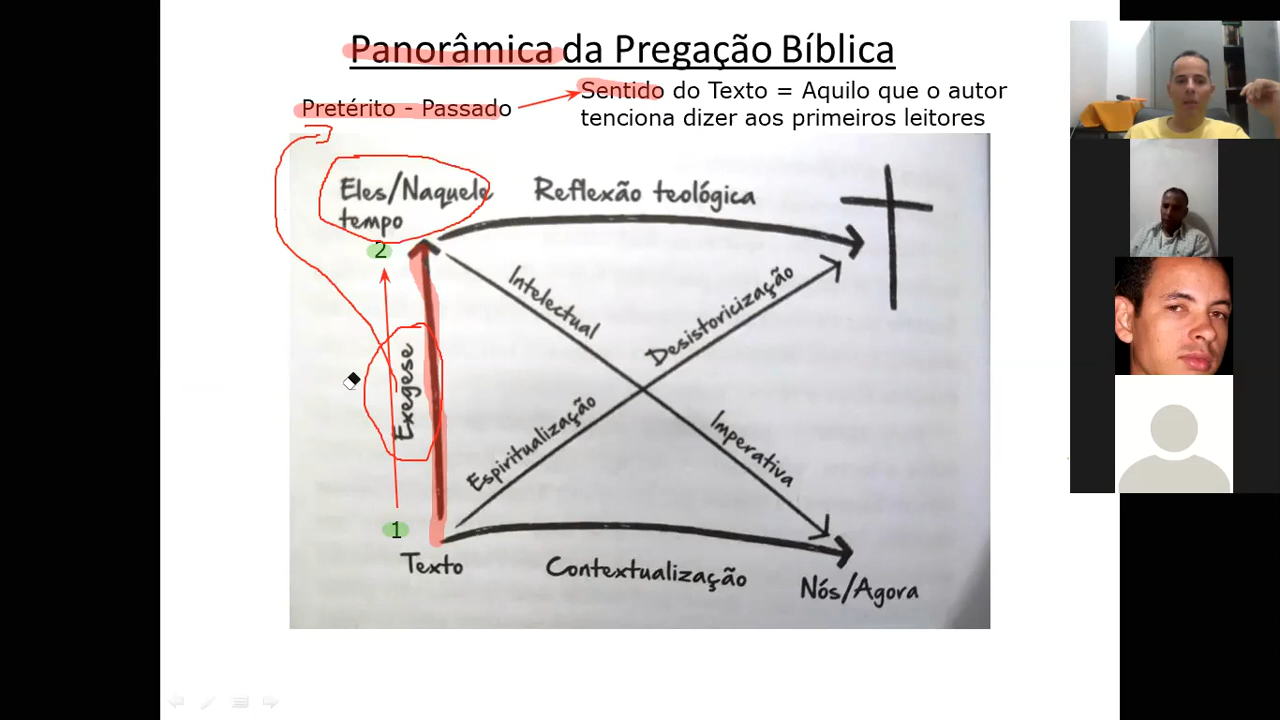 Panorâmica da Pregação Bíblica
Pretérito - Passado
Sentido do Texto = Aquilo que o autor
tenciona dizer aos primeiros leitores
Eles/Naquele
tempo
Reflexão teológica
2
Intelectual
Desistoricização
Exegese
Espiritualização
Imperativa
1
Texto
Contextualização
Nós/Agora